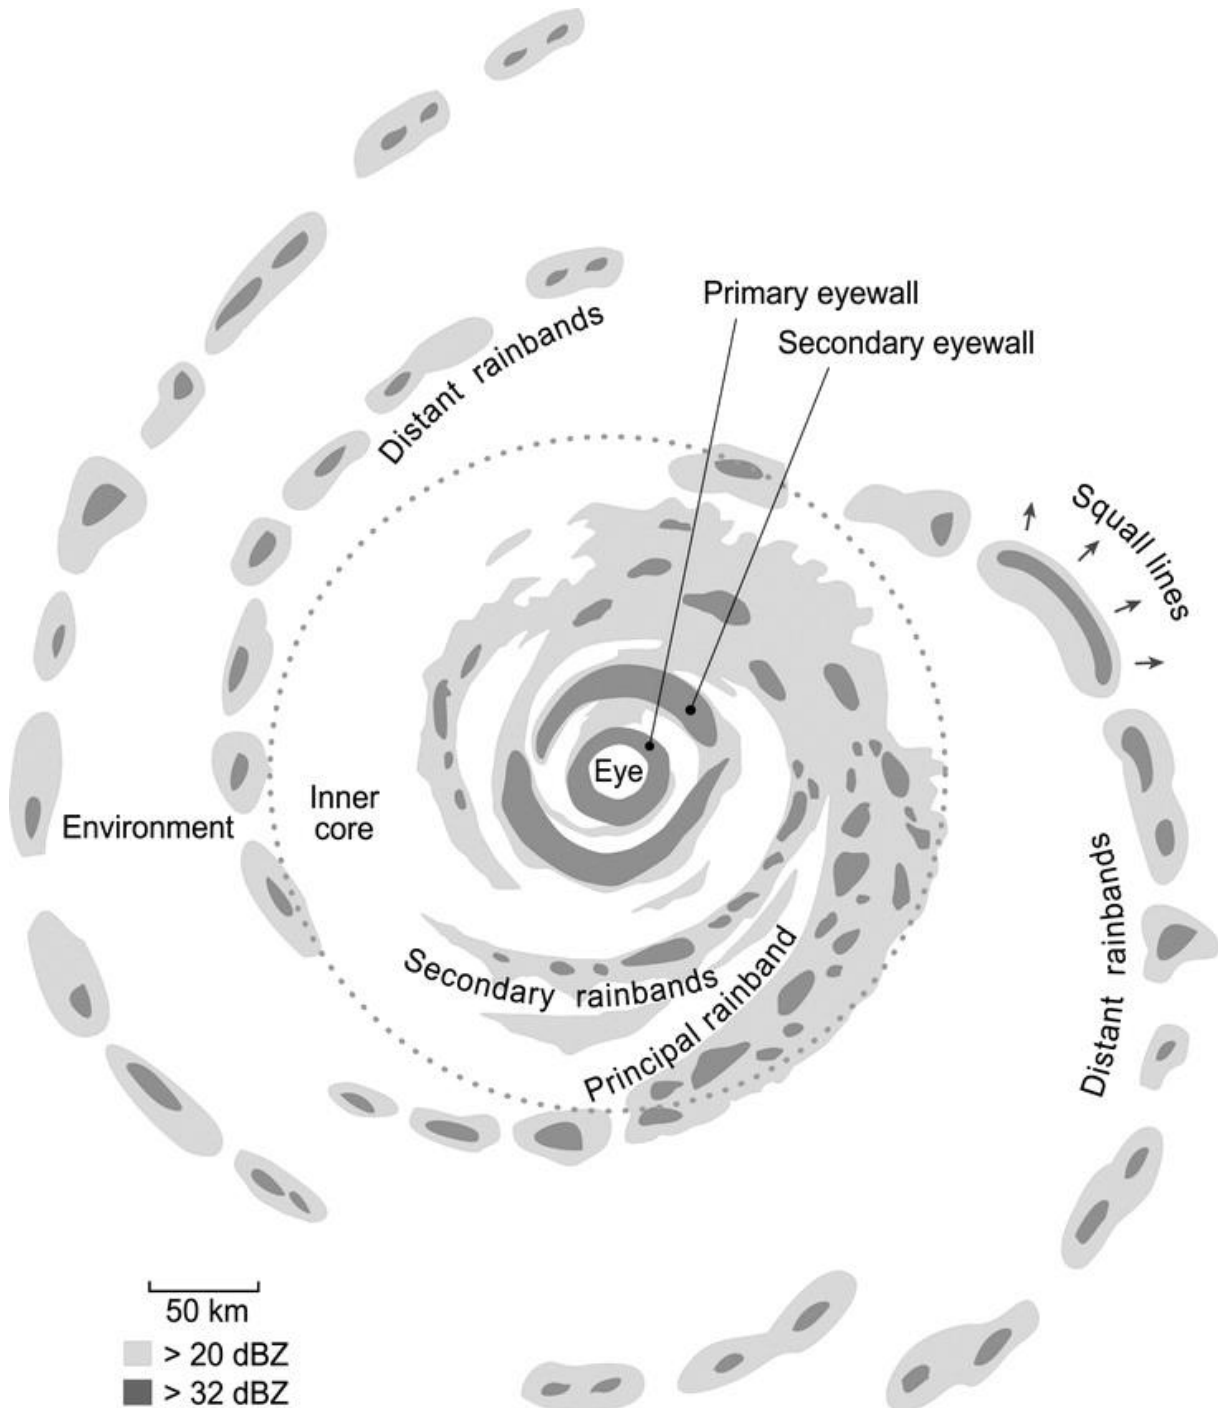 Primary eyewall
Secondary eyewall
Distant rainbands
Squall lines
Eye
Inner
core
Environment
Distant rainbands
Secondary rainbands
Principal rainband
50 km
> 20 dBZ
> 32 dBZ